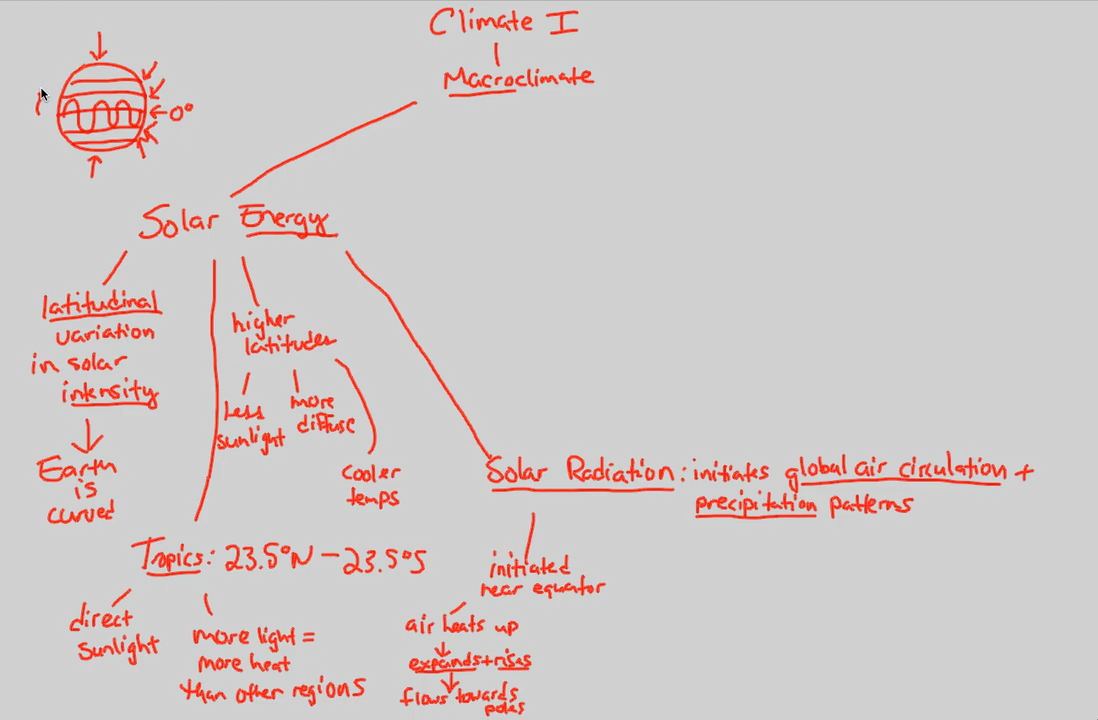 Climate I
Macroclimate
0°
Solar Energy
latitudinal
variation
in solar
intensity
Earth
is
curved
higher
latitudes
less
sunlight
more
diffuse
cooler
temps
Solar Radiation: initiates global air circulation +
precipitation patterns
Tropics: 23.5°N - 23.5°S
direct
sunlight
more light =
more heat
than other regions
initiated
near equator
air heats up
expands + rises
flows towards
poles